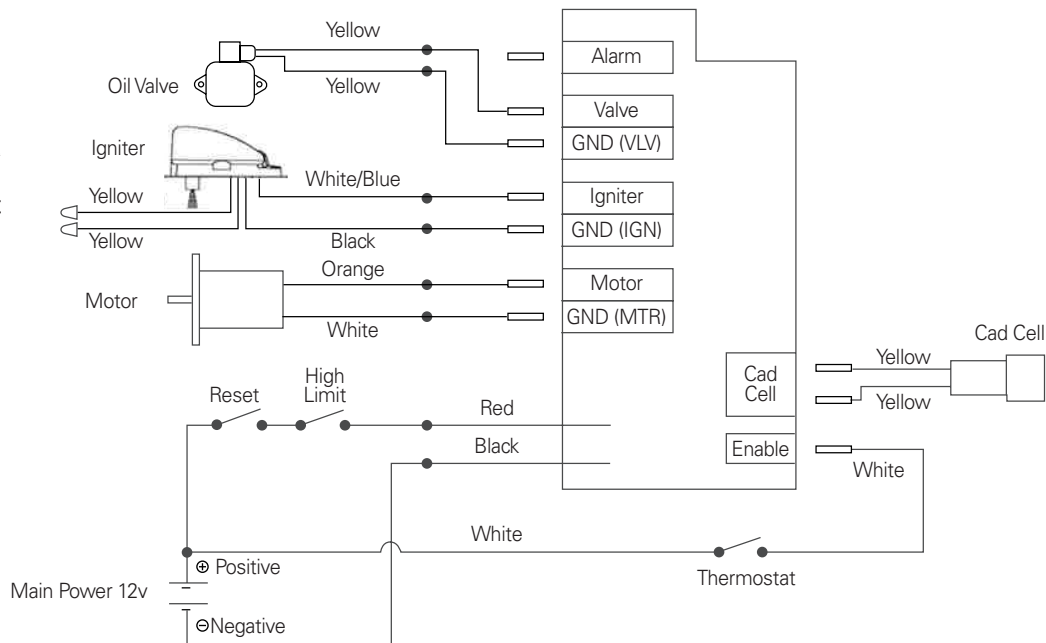 Yellow
Alarm
Oil Valve
Yellow
Valve
GND (VLV)
Igniter
White/Blue
Igniter
Yellow
GND (IGN)
Yellow
Black
Orange
Motor
Motor
GND (MTR)
White
Cad Cell
Yellow
Cad
Cell
Yellow
Reset
High
Limit
Red
Black
Enable
White
White
⊕ Positive
Thermostat
Main Power 12v
⊖Negative